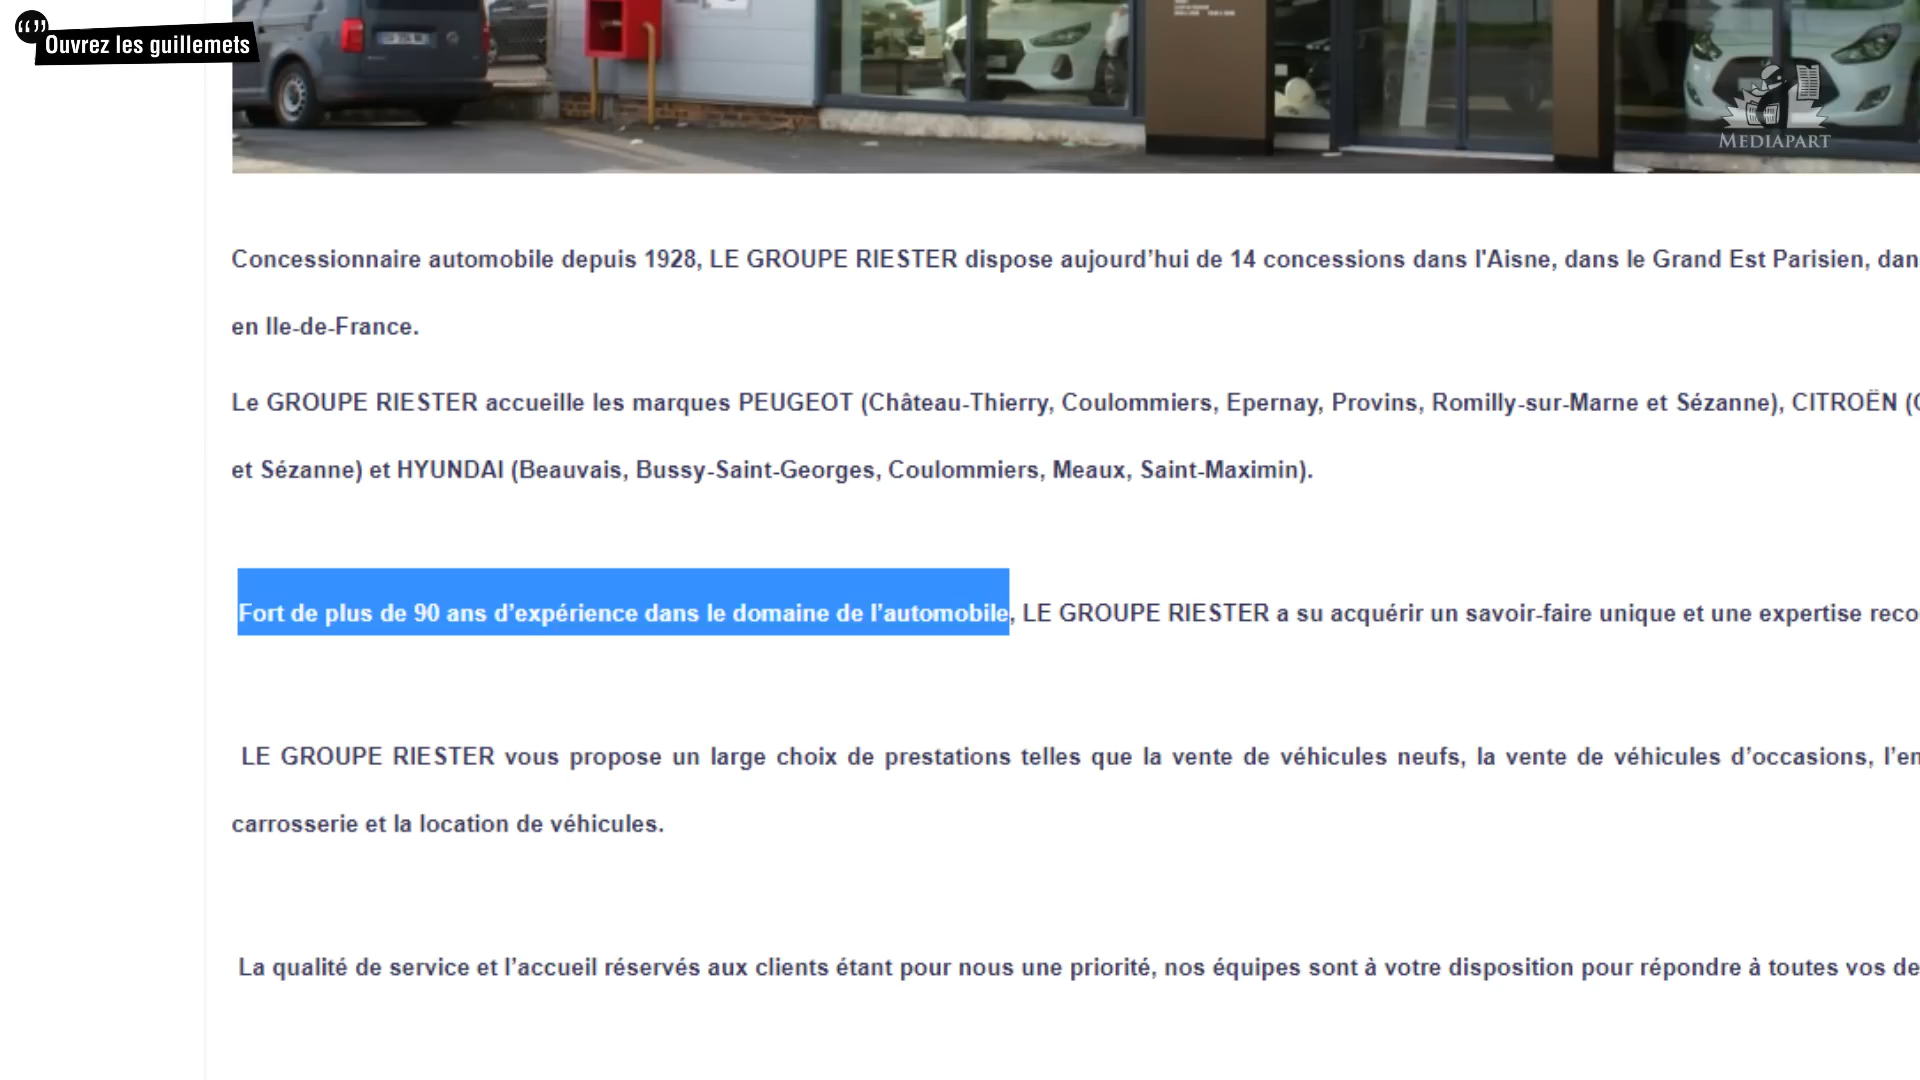 Ouvrez les guillemets
MEDIAPART
Concessionnaire automobile depuis 1928, LE GROUPE RIESTER dispose aujourd’hui de 14 concessions dans l'Aisne, dans le Grand Est Parisien, dan
en Ile-de-France.
Le GROUPE RIESTER accueille les marques PEUGEOT (Château-Thierry, Coulommiers, Epernay, Provins, Romilly-sur-Marne et Sézanne), CITROËN (
et Sézanne) et HYUNDAI (Beauvais, Bussy-Saint-Georges, Coulommiers, Meaux, Saint-Maximin).
Fort de plus de 90 ans d’expérience dans le domaine de l’automobile, LE GROUPE RIESTER a su acquérir un savoir-faire unique et une expertise reco
LE GROUPE RIESTER vous propose un large choix de prestations telles que la vente de véhicules neufs, la vente de véhicules d’occasions, l’en
carrosserie et la location de véhicules.
La qualité de service et l’accueil réservés aux clients étant pour nous une priorité, nos équipes sont à votre disposition pour répondre à toutes vos de